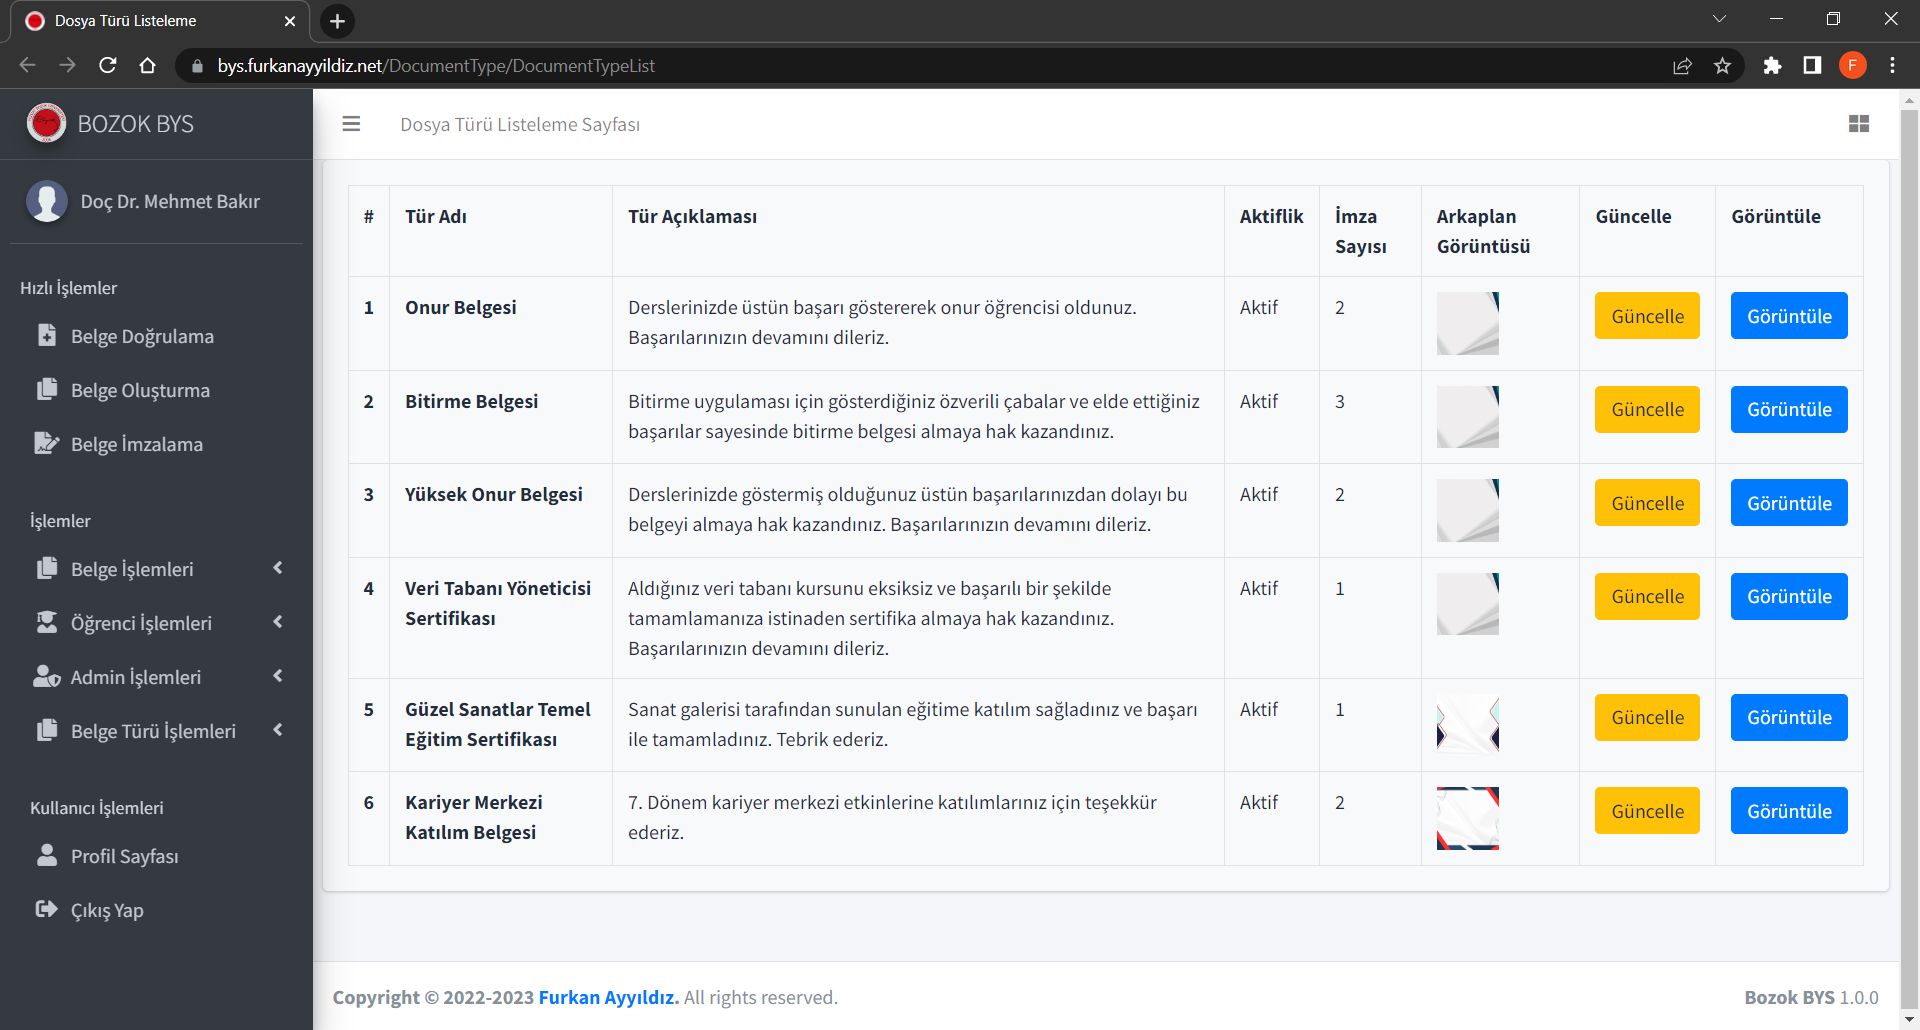 Dosya Türü Listeleme
bys.furkanayyildiz.net/DocumentType/DocumentTypeList
F
BOZOK BYS
Dosya Türü Listeleme Sayfası
Doç Dr. Mehmet Bakır
Hızlı İşlemler
Belge Doğrulama
Belge Oluşturma
Belge İmzalama
İşlemler
Belge İşlemleri
Öğrenci İşlemleri
Admin İşlemleri
Belge Türü İşlemleri
Kullanıcı İşlemleri
Profil Sayfası
Çıkış Yap
# Tür Adı Tür Açıklaması Aktiflik İmza Arkaplan Güncelle Görüntüle
Sayısı Görüntüsü
1 Onur Belgesi Derslerinizde üstün başarı göstererek onur öğrencisi oldunuz. Aktif 2 Güncelle Görüntüle
Başarılarınızın devamını dileriz.
2 Bitirme Belgesi Bitirme uygulaması için gösterdiğiniz özverili çabalar ve elde ettiğiniz Aktif 3 Güncelle Görüntüle
başarılar sayesinde bitirme belgesi almaya hak kazandınız.
3 Yüksek Onur Belgesi Derslerinizde göstermiş olduğunuz üstün başarılarınızdan dolayı bu Aktif 2 Güncelle Görüntüle
belgeyi almaya hak kazandınız. Başarılarınızın devamını dileriz.
4 Veri Tabanı Yöneticisi Aldığınız veri tabanı kursunu eksiksiz ve başarılı bir şekilde Aktif 1 Güncelle Görüntüle
Sertifikası tamamlamanıza istinaden sertifika almaya hak kazandınız.
Başarılarınızın devamını dileriz.
5 Güzel Sanatlar Temel Sanat galerisi tarafından sunulan eğitime katılım sağladınız ve başarı Aktif 1 Güncelle Görüntüle
Eğitim Sertifikası ile tamamladınız. Tebrik ederiz.
6 Kariyer Merkezi 7. Dönem kariyer merkezi etkinlerine katılımlarınız için teşekkür Aktif 2 Güncelle Görüntüle
Katılım Belgesi ederiz.
Copyright © 2022-2023 Furkan Ayyıldız. All rights reserved.
Bozok BYS 1.0.0